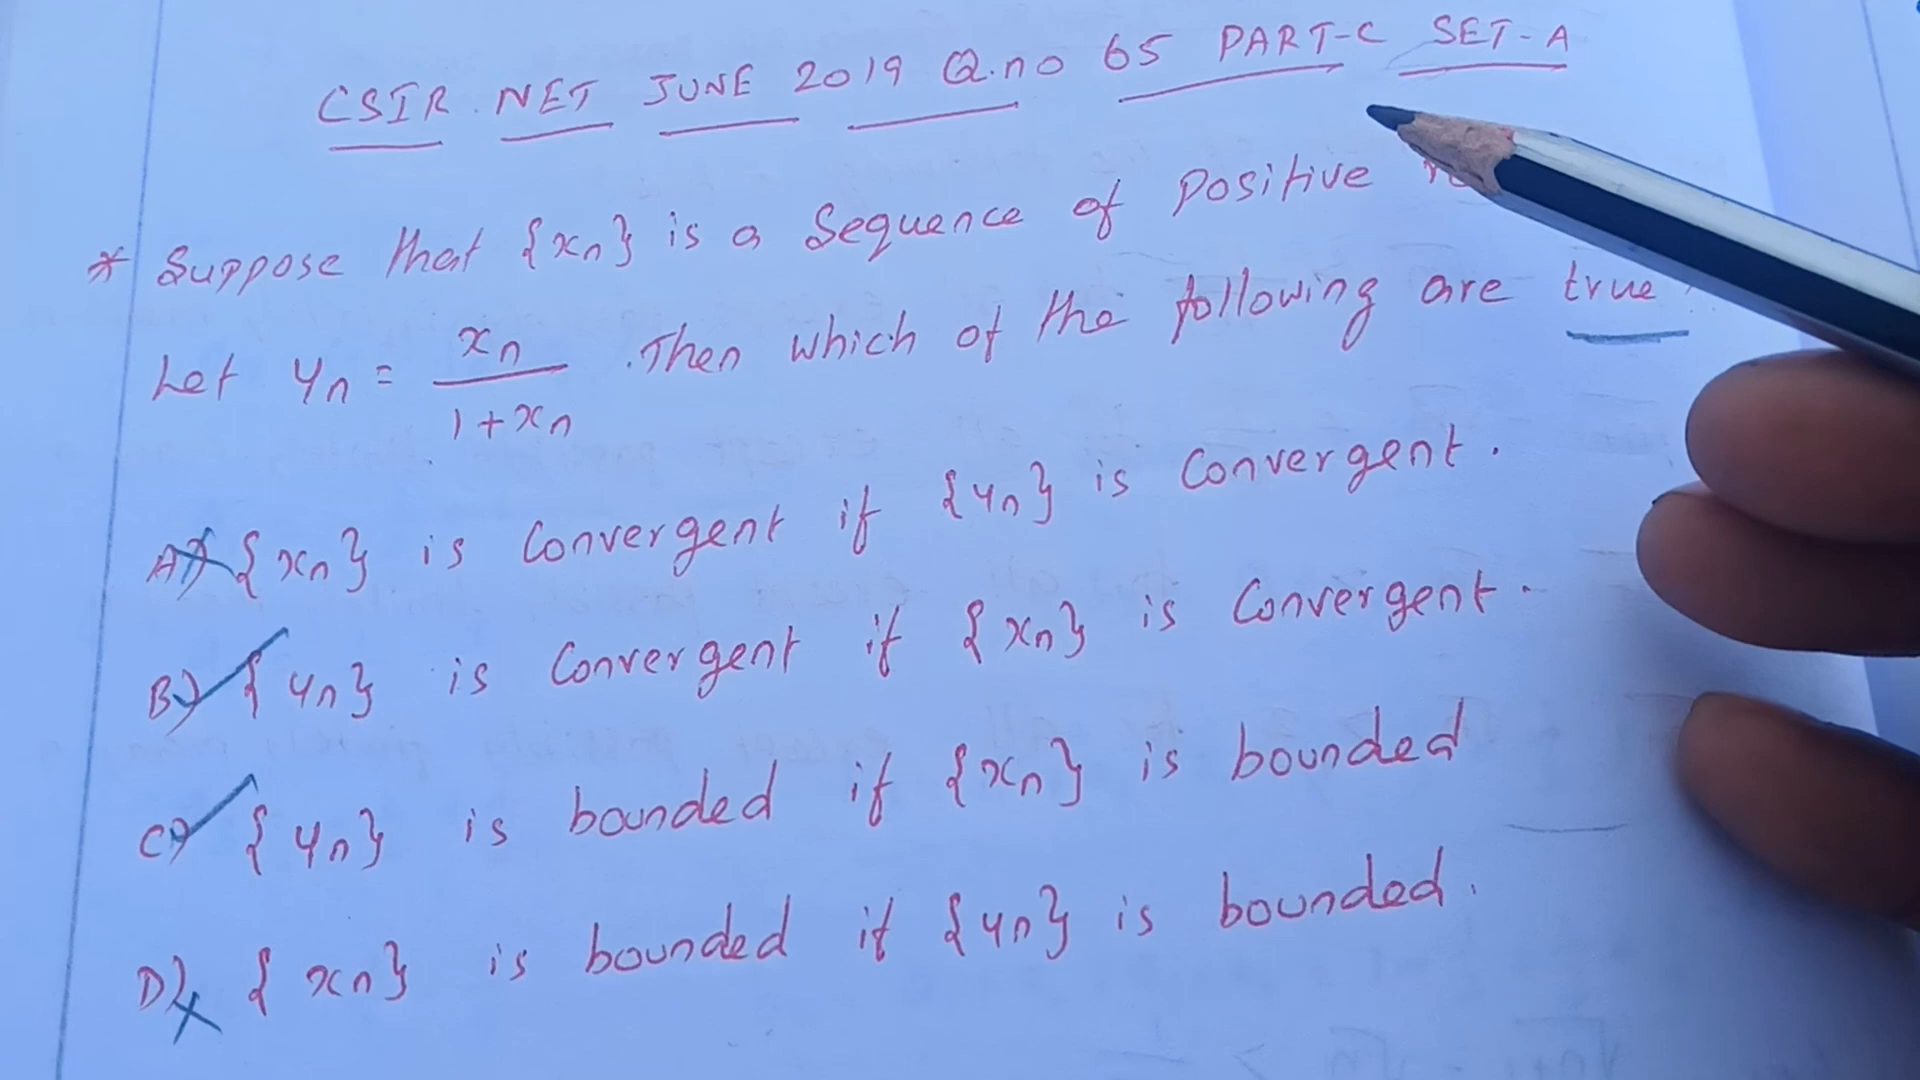 CSIR NET JUNE 2019 Q.no 65 PART-C SET-A
* Suppose that {xn} is a Sequence of positive
Let yn = xn / 1+xn . Then which of the following are true
A) {xn} is Convergent if {yn} is Convergent.
B) {yn} is Convergent if {xn} is Convergent.
C) {yn} is bounded if {xn} is bounded
D) {xn} is bounded if {yn} is bounded.